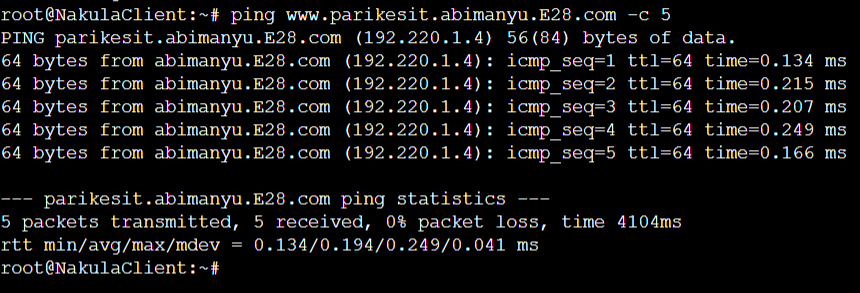 root@NakulaClient:~# ping www.parikesit.abimanyu.E28.com -c 5
PING parikesit.abimanyu.E28.com (192.220.1.4) 56(84) bytes of data.
64 bytes from abimanyu.E28.com (192.220.1.4): icmp_seq=1 ttl=64 time=0.134 ms
64 bytes from abimanyu.E28.com (192.220.1.4): icmp_seq=2 ttl=64 time=0.215 ms
64 bytes from abimanyu.E28.com (192.220.1.4): icmp_seq=3 ttl=64 time=0.207 ms
64 bytes from abimanyu.E28.com (192.220.1.4): icmp_seq=4 ttl=64 time=0.249 ms
64 bytes from abimanyu.E28.com (192.220.1.4): icmp_seq=5 ttl=64 time=0.166 ms
--- parikesit.abimanyu.E28.com ping statistics ---
5 packets transmitted, 5 received, 0% packet loss, time 4104ms
rtt min/avg/max/mdev = 0.134/0.194/0.249/0.041 ms
root@NakulaClient:~#